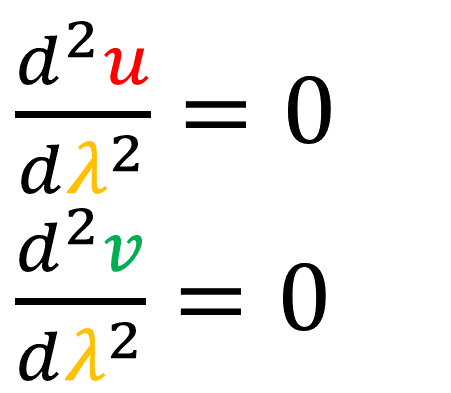 d²u/dλ² = 0
d²v/dλ² = 0